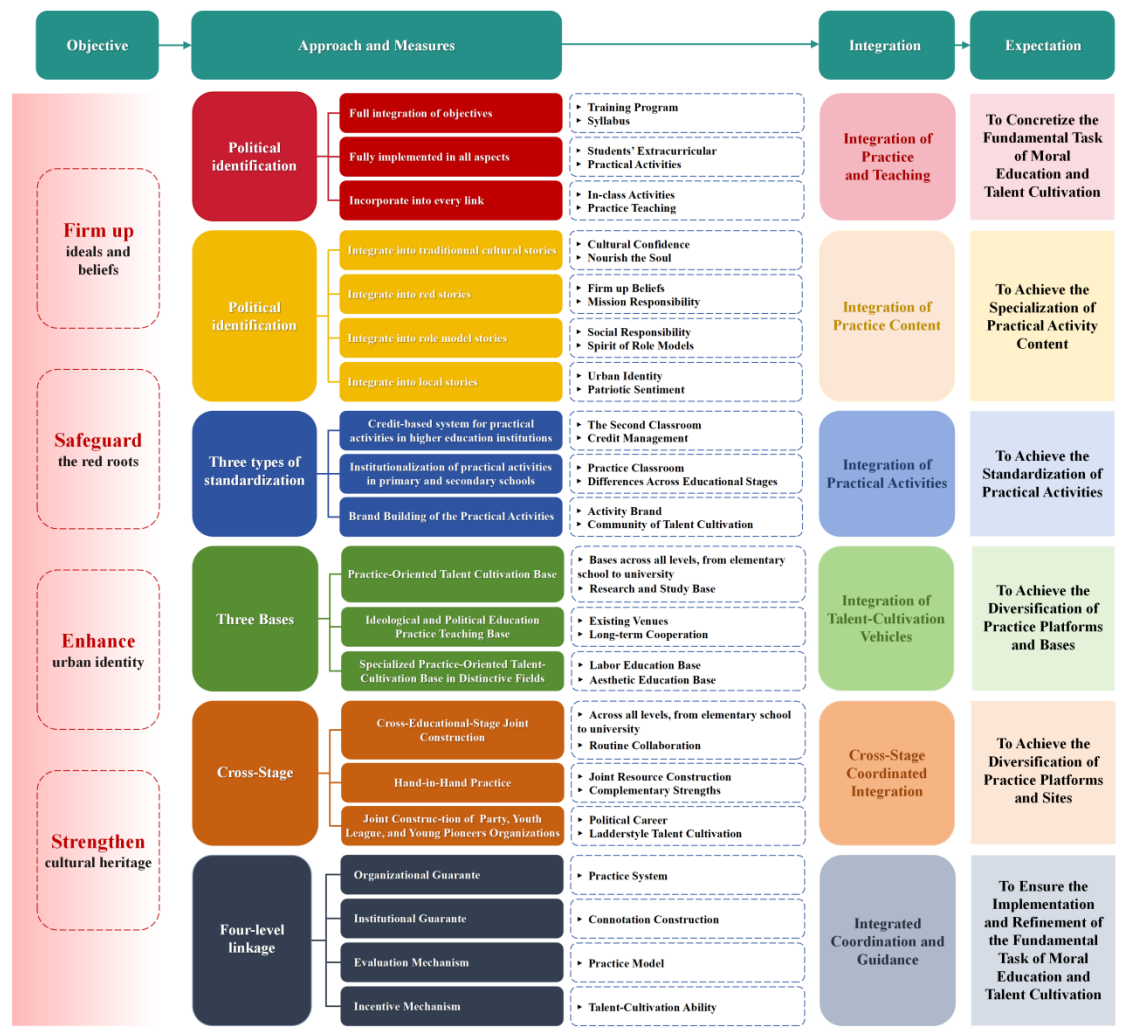 Objective
Approach and Measures
Integration
Expectation
Firm up
ideals and
beliefs
Safeguard
the red roots
Enhance
urban identity
Strengthen
cultural heritage
Political
identification
Full integration of objectives
▸ Training Program
▸ Syllabus
Fully implemented in all aspects
▸ Students’ Extracurricular
▸ Practical Activities
Incorporate into every link
▸ In-class Activities
▸ Practice Teaching
Integration of
Practice
and Teaching
To Concretize the
Fundamental Task
of Moral
Education and
Talent Cultivation
Political
identification
Integrate into traditionnal cultural stories
▸ Cultural Confidence
▸ Nourish the Soul
Integrate into red stories
▸ Firm up Beliefs
▸ Mission Responsibility
Integrate into role model stories
▸ Social Responsibility
▸ Spirit of Role Models
Integrate into local stories
▸ Urban Identity
▸ Patriotic Sentiment
Integration of
Practice Content
To Achieve the
Specialization of
Practical Activity
Content
Three types of
standardization
Credit-based system for practical
activities in higher education institutions
▸ The Second Classroom
▸ Credit Management
Institutionalization of practical activities
in primary and secondary schools
▸ Practice Classroom
▸ Differences Across Educational Stages
Brand Building of the Practical Activities
▸ Activity Brand
▸ Community of Talent Cultivation
Integration of
Practical Activities
To Achieve the
Standardization of
Practical Activities
Three Bases
Practice-Oriented Talent Cultivation Base
▸ Bases across all levels, from elementary
school to university
▸ Research and Study Base
Ideological and Political Education
Practice Teaching Base
▸ Existing Venues
▸ Long-term Cooperation
Specialized Practice-Oriented Talent-
Cultivation Base in Distinctive Fields
▸ Labor Education Base
▸ Aesthetic Education Base
Integration of
Talent-Cultivation
Vehicles
To Achieve the
Diversification of
Practice Platforms
and Bases
Cross-Stage
Cross-Educational-Stage Joint
Construction
▸ Across all levels, from elementary school
to university
▸ Routine Collaboration
Hand-in-Hand Practice
▸ Joint Resource Construction
▸ Complementary Strengths
Joint Construc-tion of Party, Youth
League, and Young Pioneers Organizations
▸ Political Career
▸ Ladderstyle Talent Cultivation
Cross-Stage
Coordinated
Integration
To Achieve the
Diversification of
Practice Platforms
and Sites
Four-level
linkage
Organizational Guarante
▸ Practice System
Institutional Guarante
▸ Connotation Construction
Evaluation Mechanism
▸ Practice Model
Incentive Mechanism
▸ Talent-Cultivation Ability
Integrated
Coordination and
Guidance
To Ensure the
Implementation
and Refinement of
the Fundamental
Task of Moral
Education and
Talent Cultivation